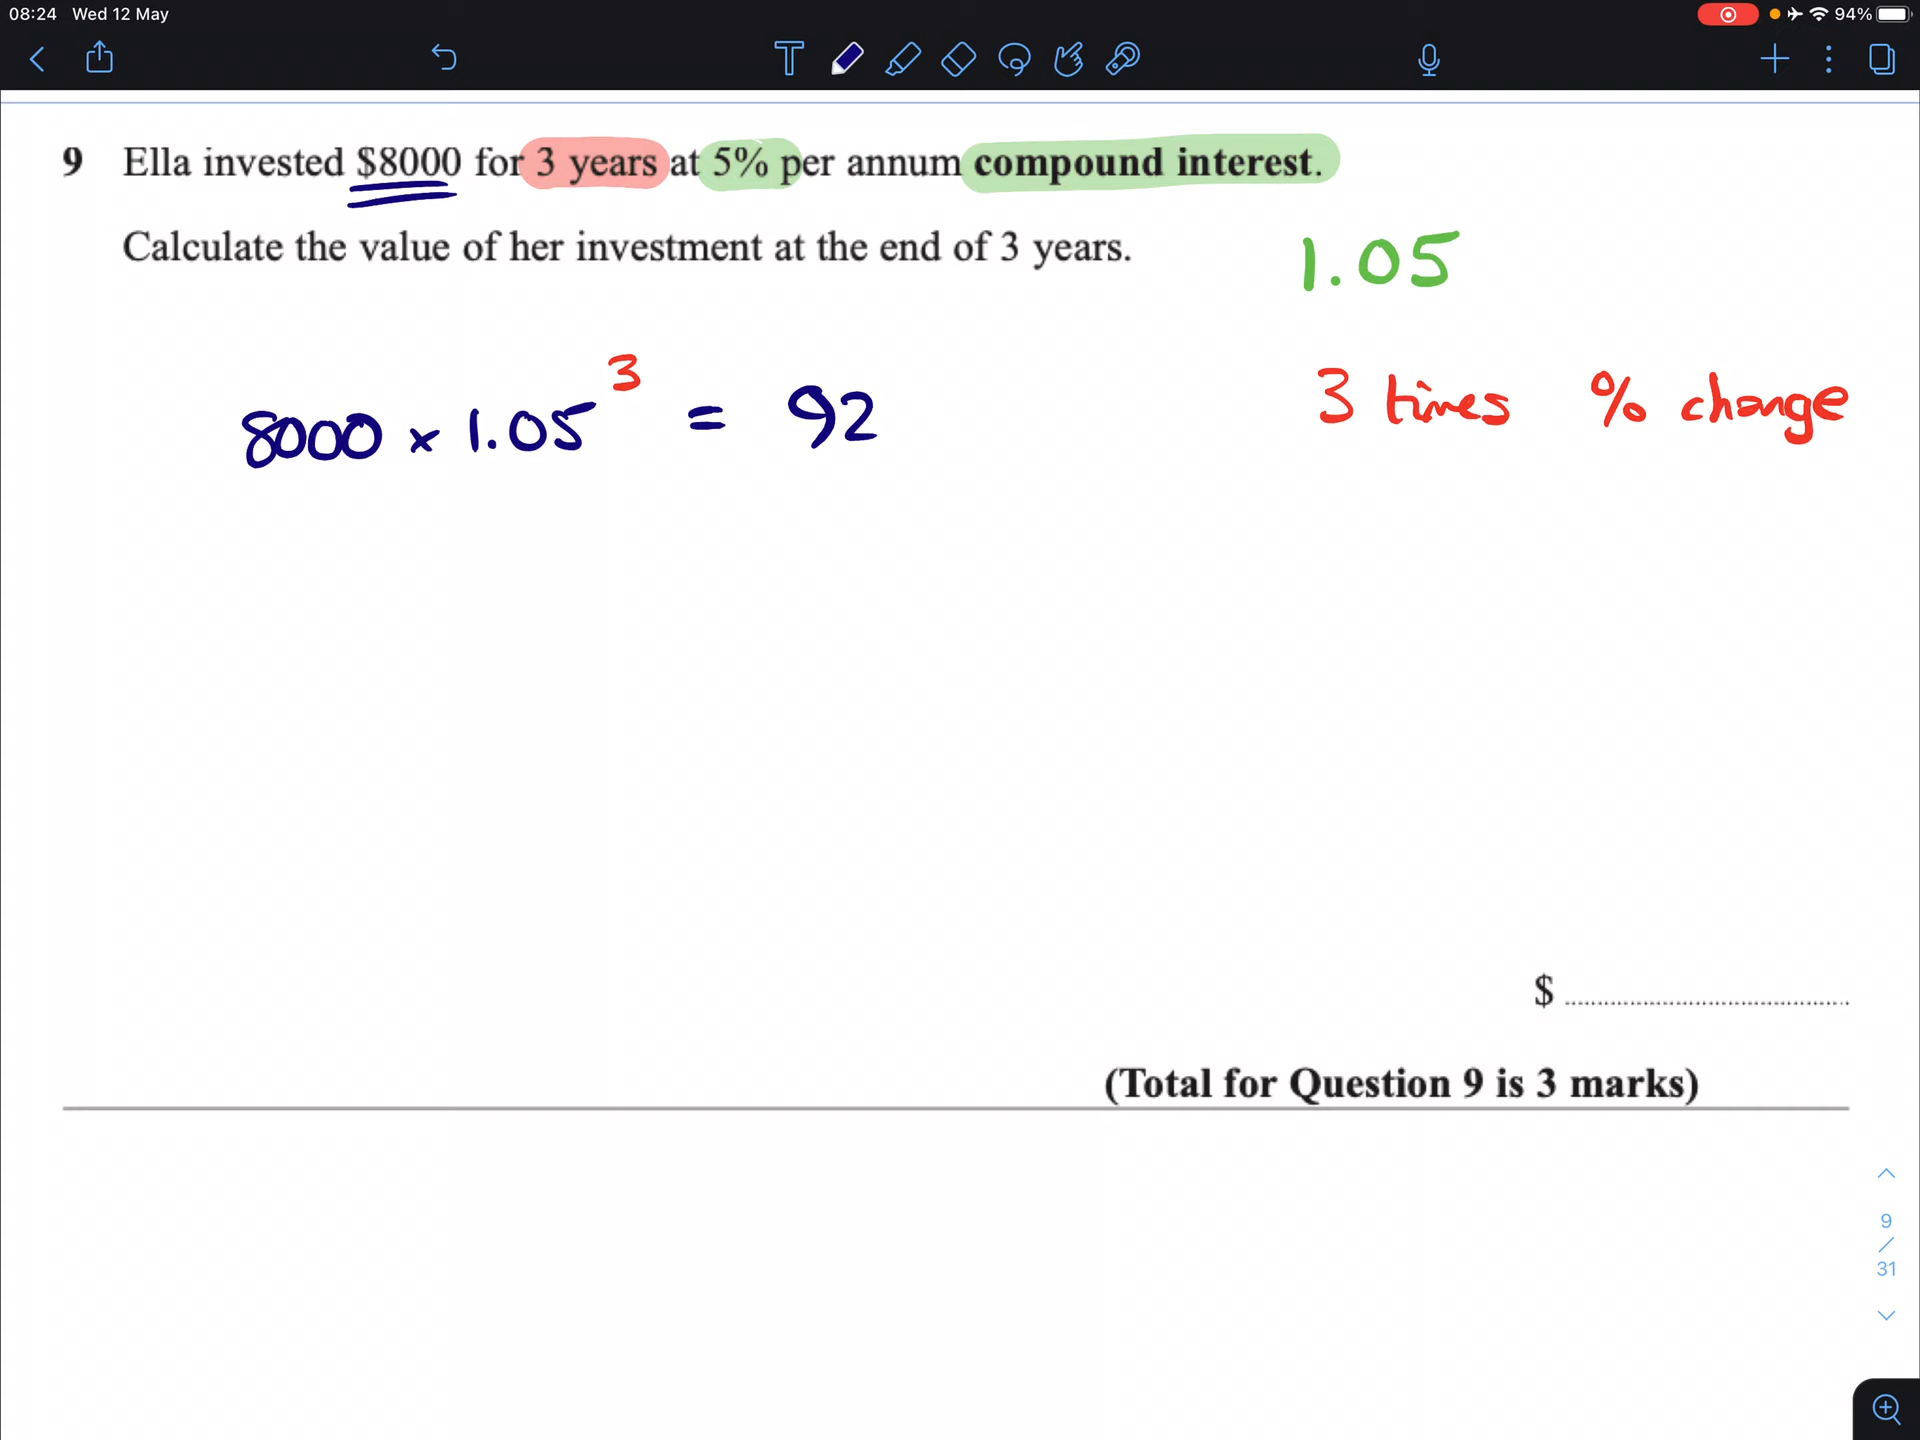 08:24 Wed 12 May 94%
9 Ella invested $8000 for 3 years at 5% per annum compound interest.
Calculate the value of her investment at the end of 3 years.
1.05
8000 × 1.05³ = 92
3 times % change
$ ............................................
(Total for Question 9 is 3 marks)
9
/
31